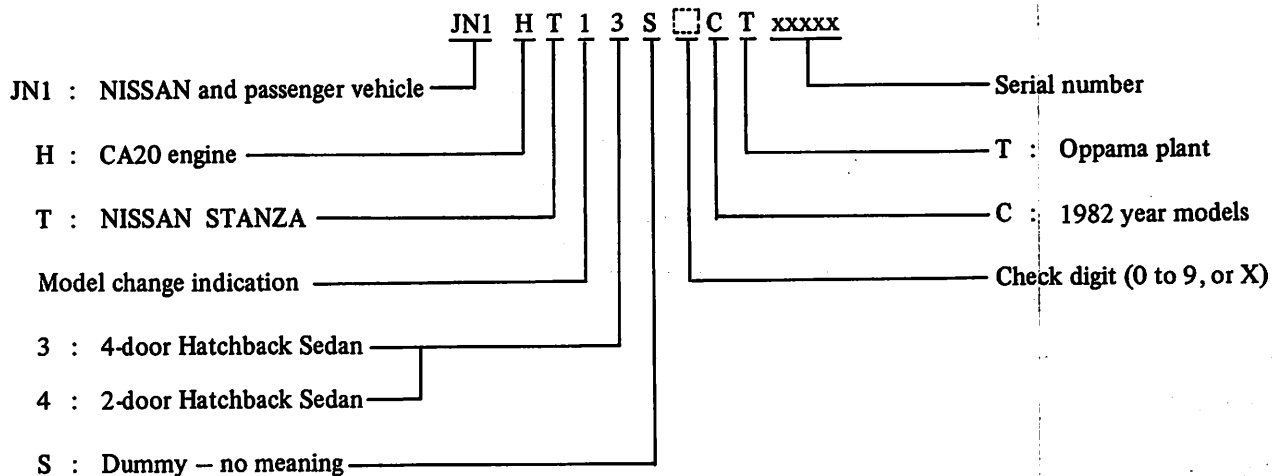 JN1 H T 1 3 S C T xxxxx
JN1 : NISSAN and passenger vehicle
Serial number
H : CA20 engine
T : Oppama plant
T : NISSAN STANZA
C : 1982 year models
Model change indication
Check digit (0 to 9, or X)
3 : 4-door Hatchback Sedan
4 : 2-door Hatchback Sedan
S : Dummy – no meaning